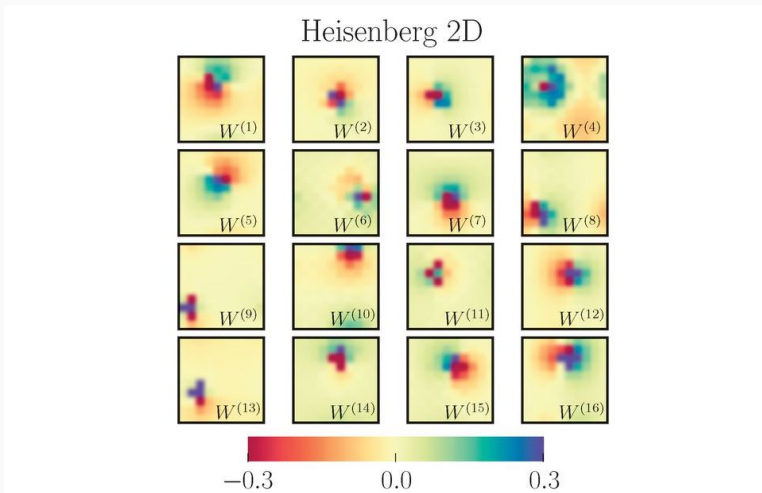 Heisenberg 2D
W(1) W(2) W(3) W(4)
W(5) W(6) W(7) W(8)
W(9) W(10) W(11) W(12)
W(13) W(14) W(15) W(16)
−0.3 0.0 0.3